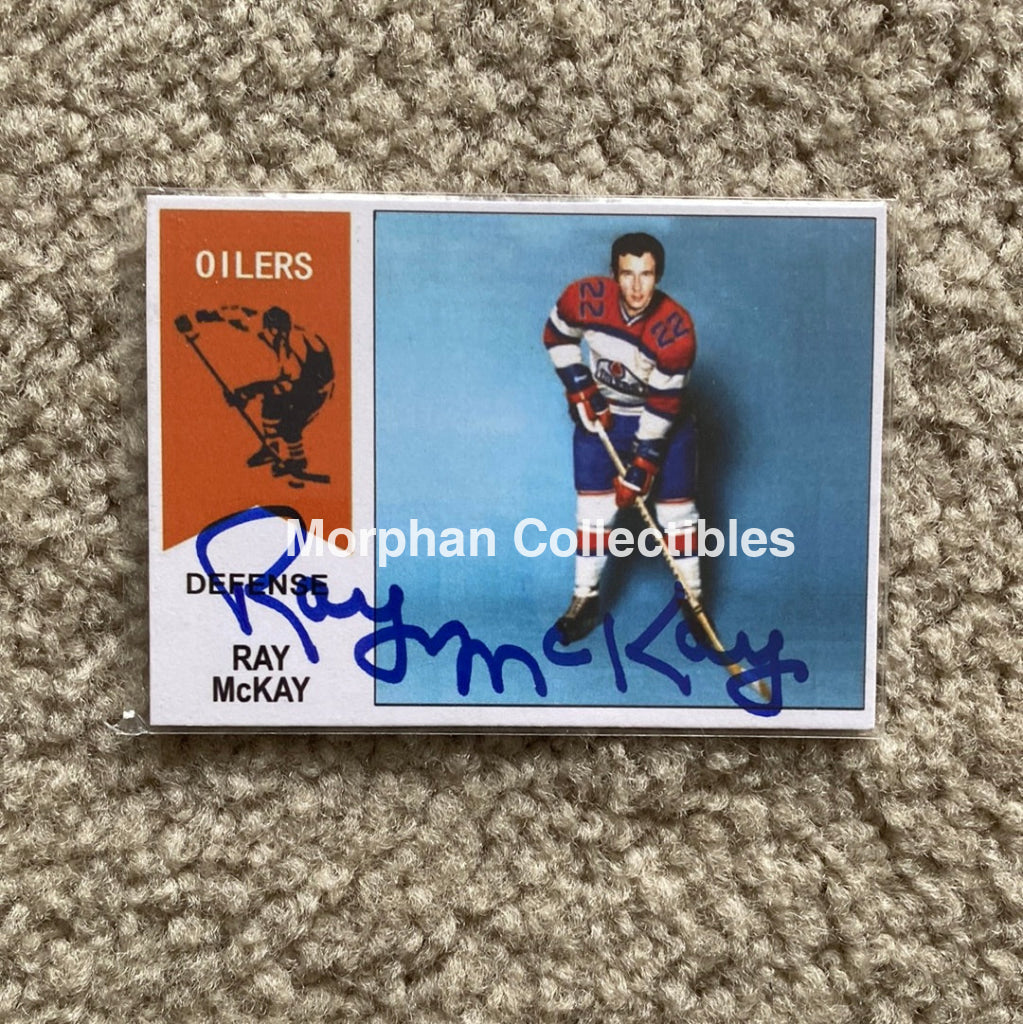 OILERS
DEFENSE
RAY
McKAY
22
22
Ray McKay
Morphan Collectibles